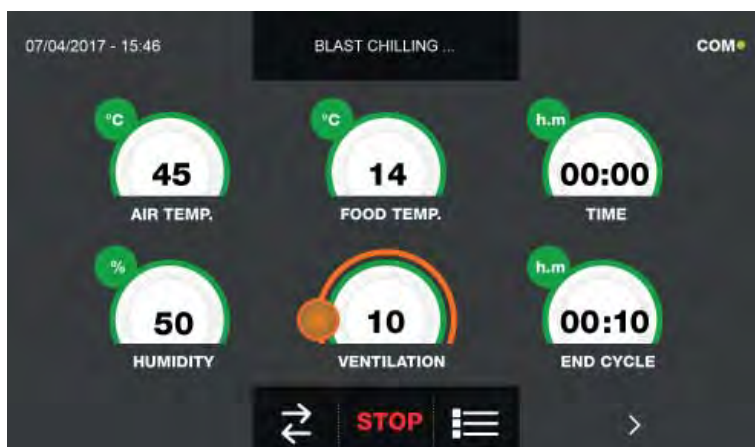 07/04/2017 - 15:46
BLAST CHILLING ...
COM
°C
45
AIR TEMP.
°C
14
FOOD TEMP.
h.m
00:00
TIME
%
50
HUMIDITY
10
VENTILATION
h.m
00:10
END CYCLE
STOP